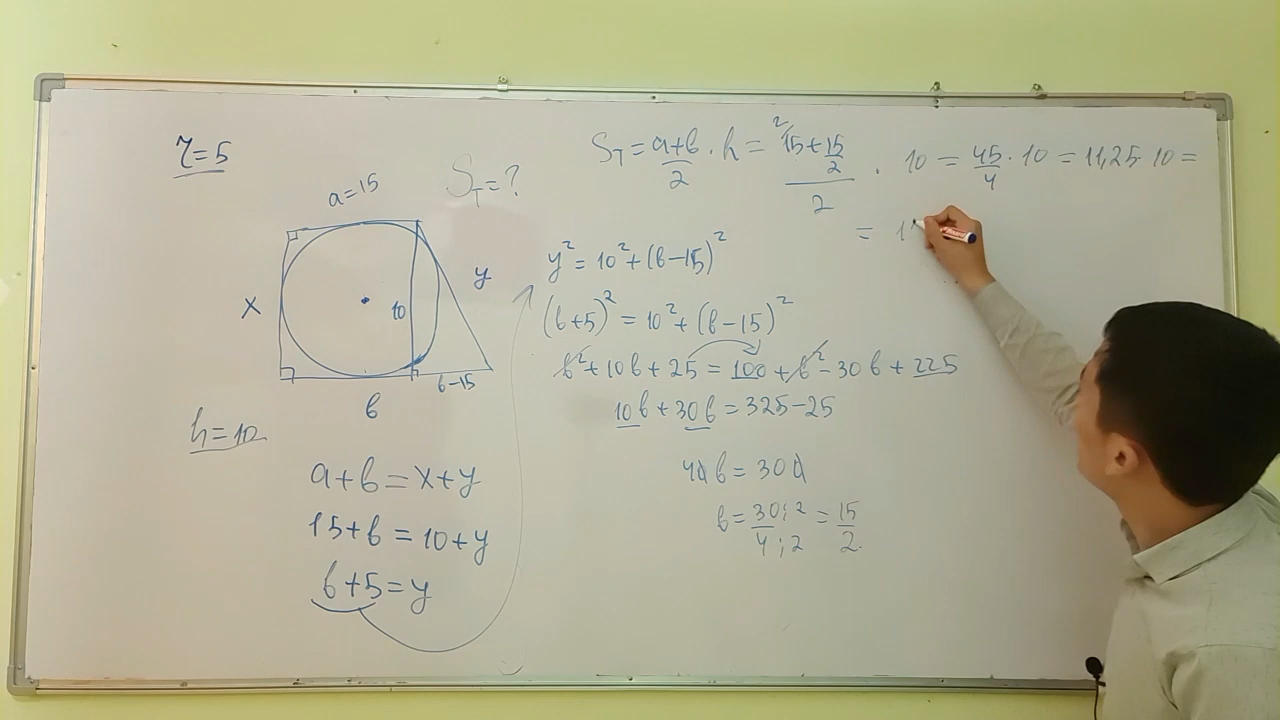 r=5
a=15
S_T=?
x
10
y
b-15
b
h=10
a+b=x+y
15+b=10+y
b+5=y
S_T = (a+b)/2 · h = (15+15/2)/2 · 10 = 45/4 · 10 = 11,25·10 =
= 11
y² = 10²+(b-15)²
(b+5)² = 10²+(b-15)²
b²+10b+25 = 100+b²-30b+225
10b+30b=325-25
40b=300
b= 30:2/4:2 = 15/2